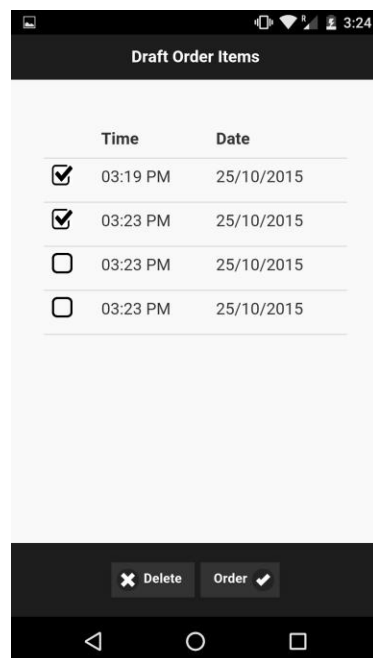 R 3:24
Draft Order Items
Time Date
03:19 PM 25/10/2015
03:23 PM 25/10/2015
03:23 PM 25/10/2015
03:23 PM 25/10/2015
Delete Order